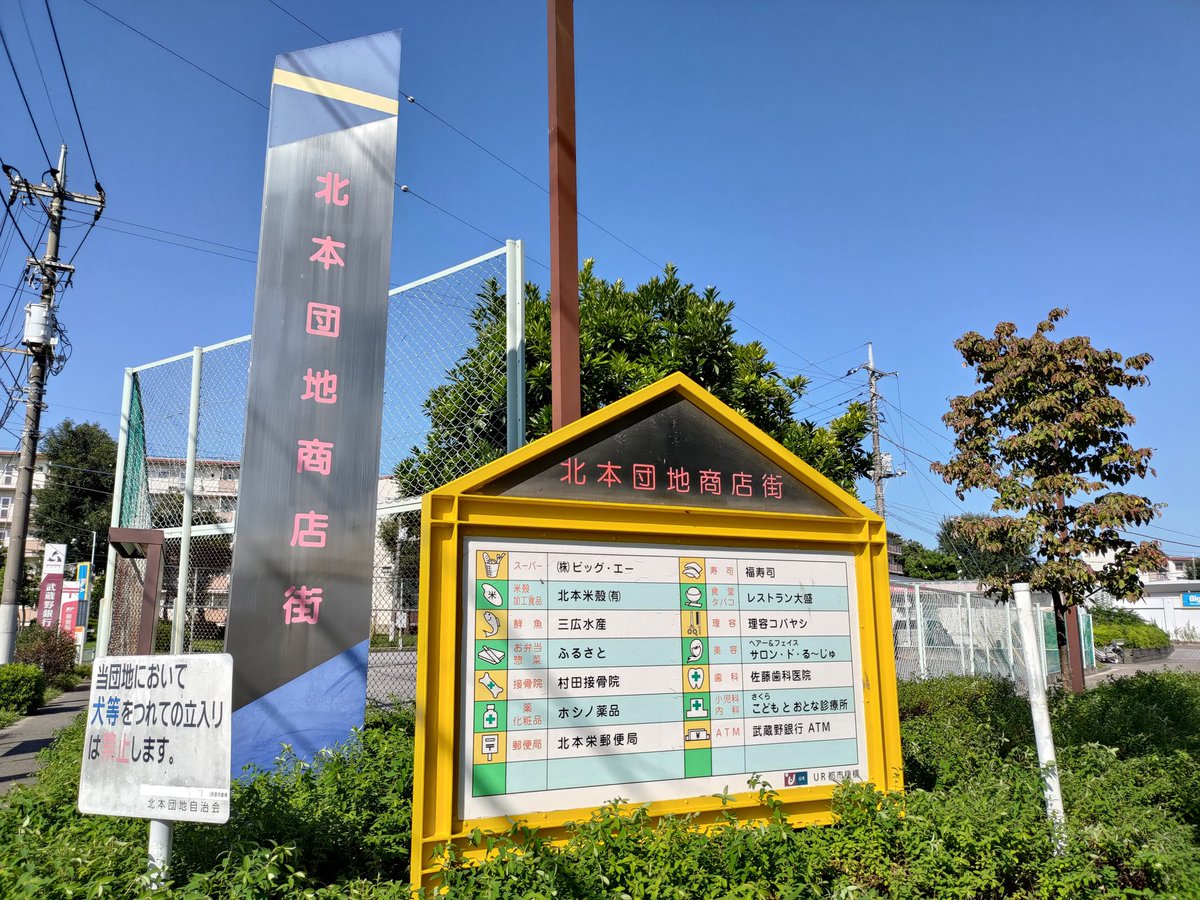 北本団地商店街
北本団地商店街
スーパー ㈱ビッグ・エー
米穀 加工食品 北本米穀㈲
鮮魚 三広水産
お弁当 惣菜 ふるさと
接骨院 村田接骨院
薬 化粧品 ホシノ薬品
郵便局 北本栄郵便局
寿司 福寿司
食堂 タバコ レストラン大盛
理容 理容コバヤシ
美容 ヘアー&フェイス サロン・ド・る〜じゅ
歯科 佐藤歯科医院
小児科 内科 さくら こどもとおとな診療所
ATM 武蔵野銀行 ATM
UR UR都市機構
当団地において
犬等をつれての立入り
は禁止します。
北本団地自治会
武蔵野銀行
Big